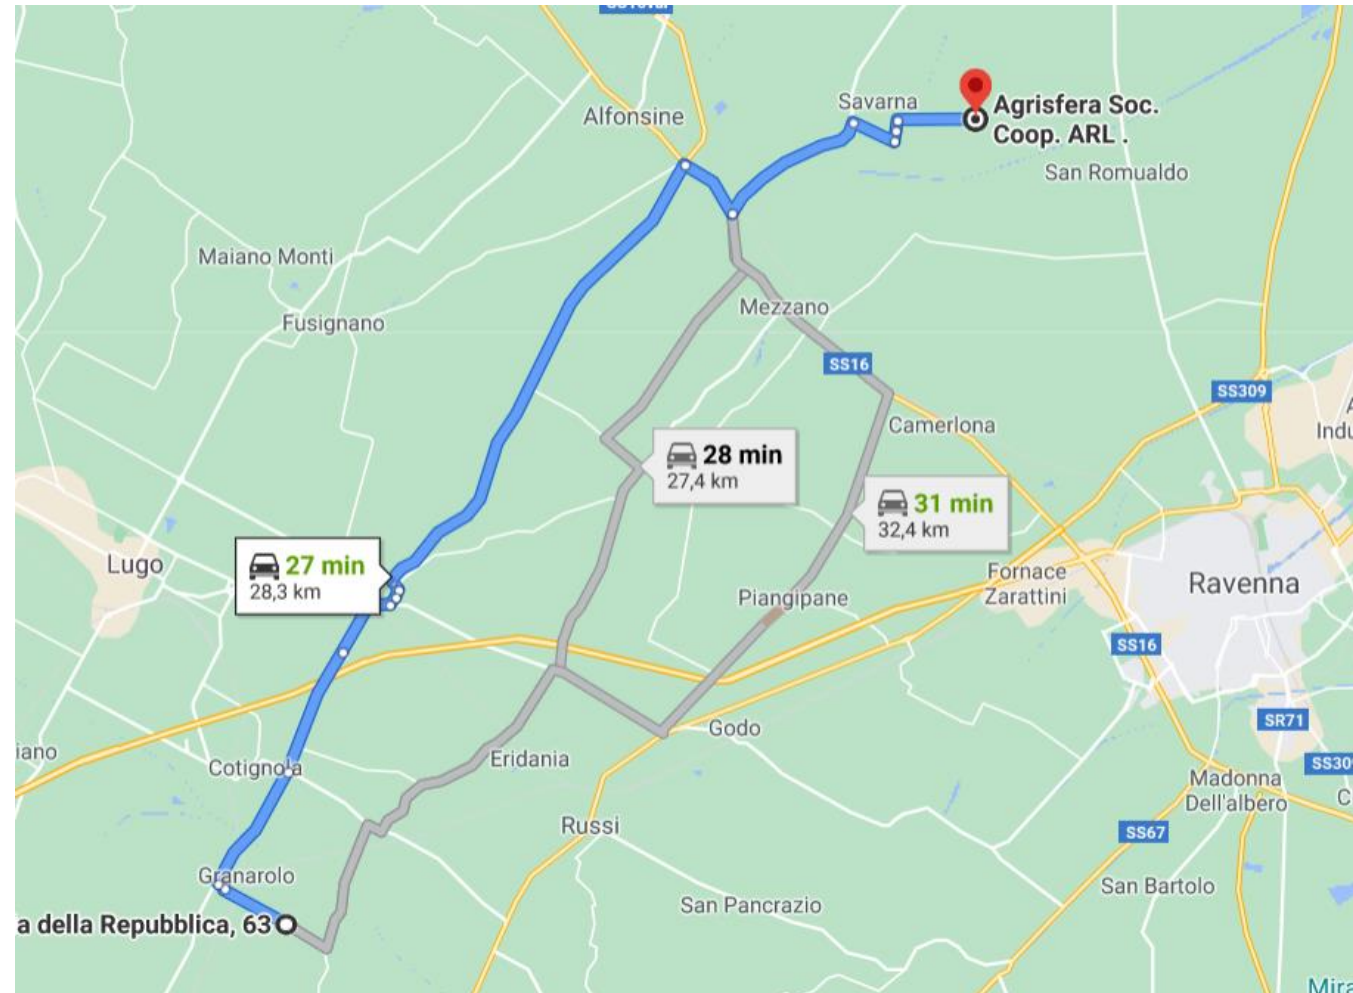 Agrisfera Soc.
Coop. ARL .
Savarna
Alfonsine
San Romualdo
Maiano Monti
Fusignano
Mezzano
SS16
SS309
Camerlona
28 min
27,4 km
31 min
32,4 km
Lugo
27 min
28,3 km
Fornace
Zarattini
Ravenna
Piangipane
SS16
SR71
Godo
Eridania
Cotignola
iano
Madonna
Dell'albero
SS67
Russi
Granarolo
San Bartolo
San Pancrazio
a della Repubblica, 63